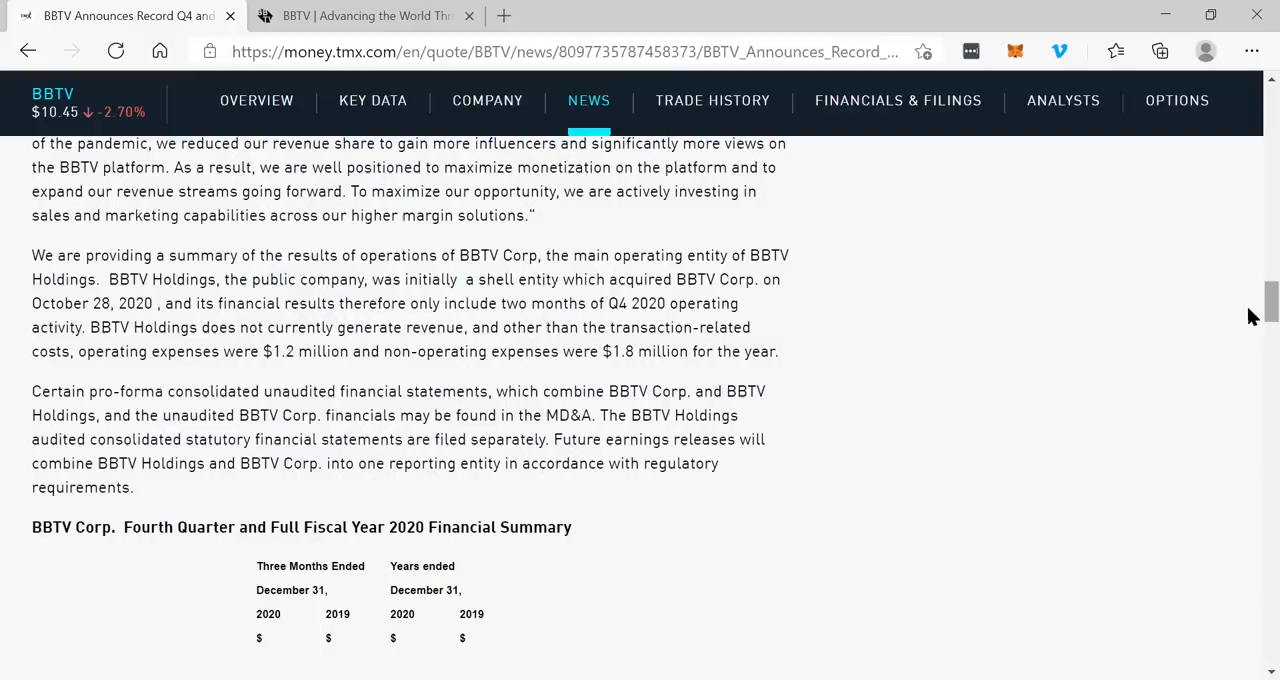 BBTV Announces Record Q4 and
BBTV | Advancing the World Thr
https://money.tmx.com/en/quote/BBTV/news/8097735787458373/BBTV_Announces_Record_...
BBTV
$10.45 ↓ -2.70%
OVERVIEW
KEY DATA
COMPANY
NEWS
TRADE HISTORY
FINANCIALS & FILINGS
ANALYSTS
OPTIONS
of the pandemic, we reduced our revenue share to gain more influencers and significantly more views on
the BBTV platform. As a result, we are well positioned to maximize monetization on the platform and to
expand our revenue streams going forward. To maximize our opportunity, we are actively investing in
sales and marketing capabilities across our higher margin solutions."
We are providing a summary of the results of operations of BBTV Corp, the main operating entity of BBTV
Holdings.  BBTV Holdings, the public company, was initially  a shell entity which acquired BBTV Corp. on
October 28, 2020 , and its financial results therefore only include two months of Q4 2020 operating
activity. BBTV Holdings does not currently generate revenue, and other than the transaction-related
costs, operating expenses were $1.2 million and non-operating expenses were $1.8 million for the year.
Certain pro-forma consolidated unaudited financial statements, which combine BBTV Corp. and BBTV
Holdings, and the unaudited BBTV Corp. financials may be found in the MD&A. The BBTV Holdings
audited consolidated statutory financial statements are filed separately. Future earnings releases will
combine BBTV Holdings and BBTV Corp. into one reporting entity in accordance with regulatory
requirements.
BBTV Corp.  Fourth Quarter and Full Fiscal Year 2020 Financial Summary
Three Months Ended Years ended
December 31, December 31,
2020 2019 2020 2019
$ $ $ $